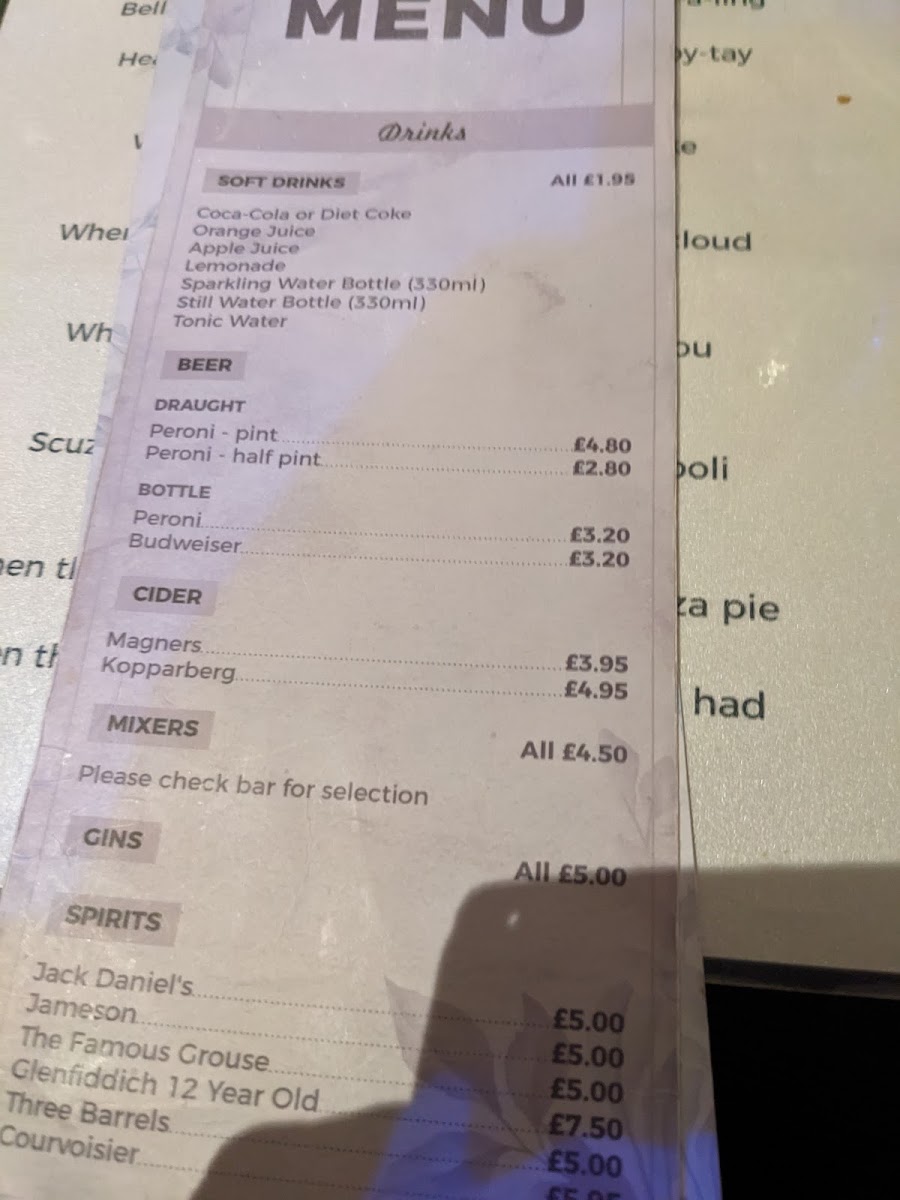 MENU
Drinks
SOFT DRINKS All £1.95
Coca-Cola or Diet Coke
Orange Juice
Apple Juice
Lemonade
Sparkling Water Bottle (330ml)
Still Water Bottle (330ml)
Tonic Water
BEER
DRAUGHT
Peroni - pint £4.80
Peroni - half pint £2.80
BOTTLE
Peroni £3.20
Budweiser £3.20
CIDER
Magners £3.95
Kopparberg £4.95
MIXERS All £4.50
Please check bar for selection
GINS All £5.00
SPIRITS
Jack Daniel's £5.00
Jameson £5.00
The Famous Grouse £5.00
Glenfiddich 12 Year Old £7.50
Three Barrels £5.00
Courvoisier £5.95
Bell
y-tay
loud
ou
Scuz
oli
za pie
had